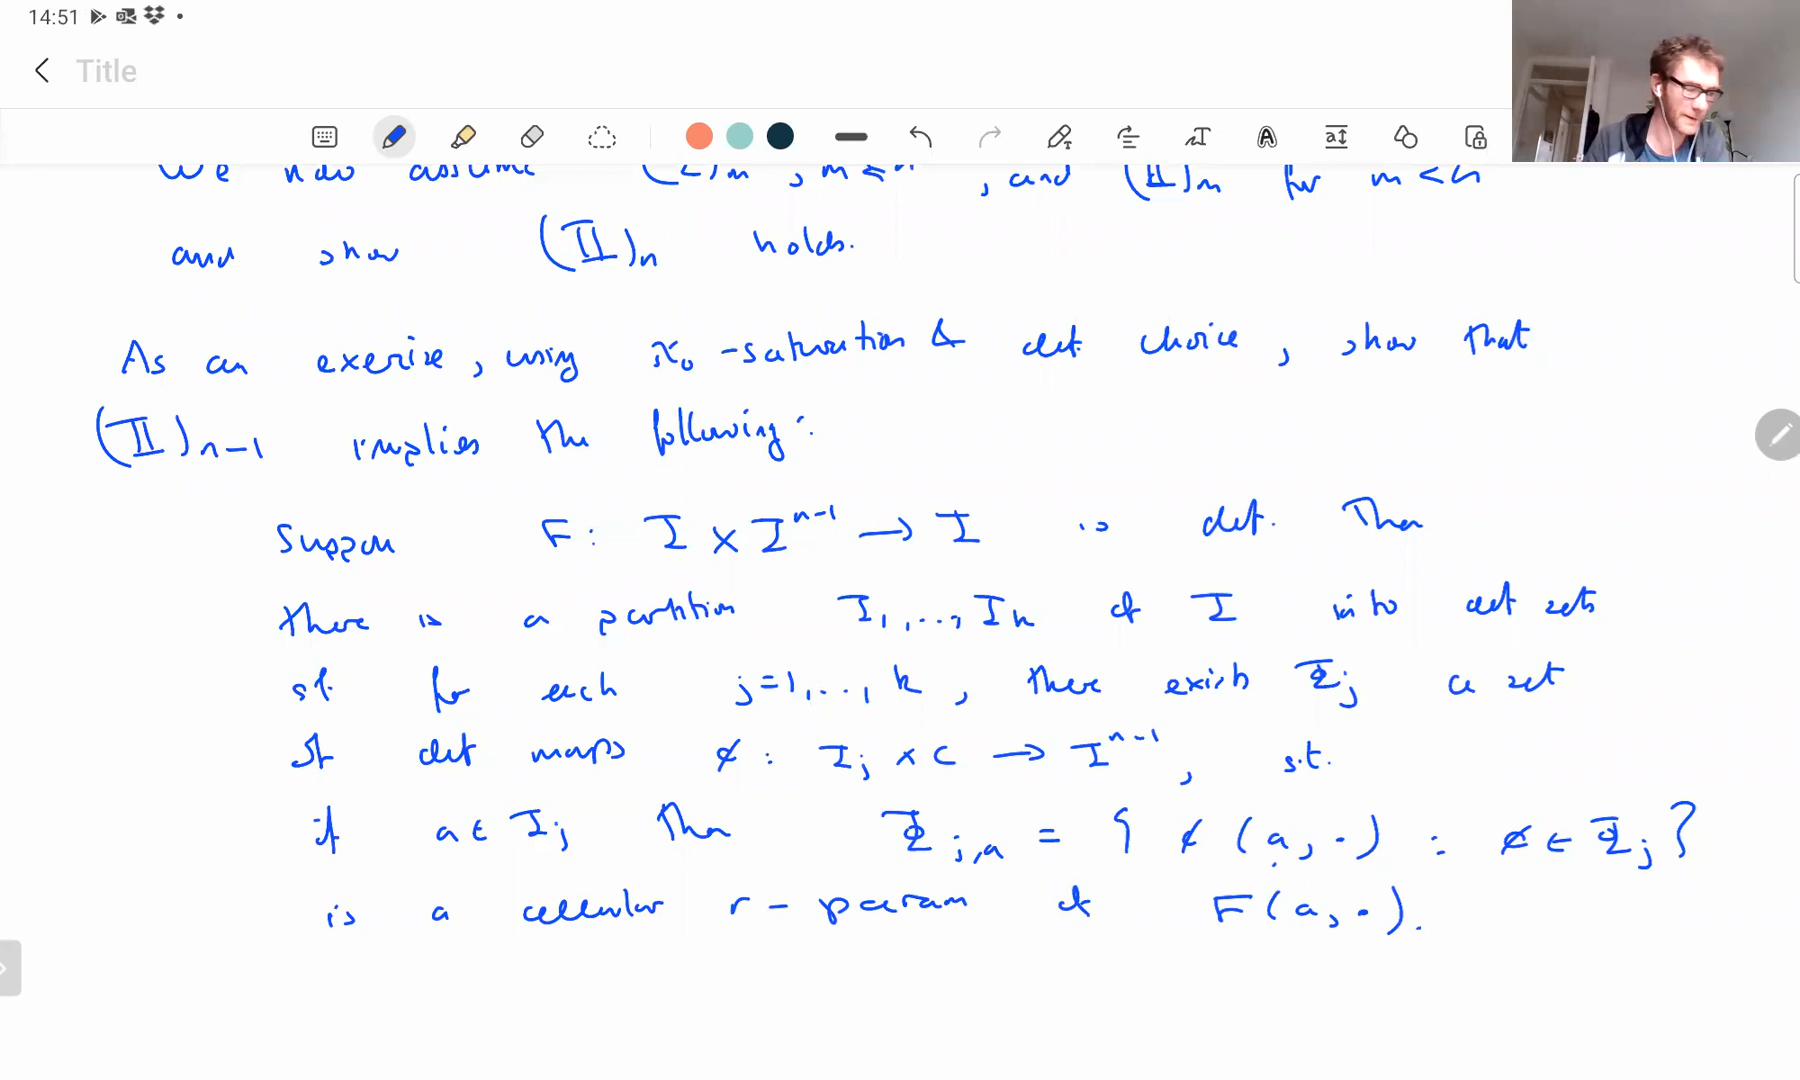 14:51
Title
We now assume (I)m , m ≤ n , and (II)m for m < n
and show (II)n holds.
As an exercise, using ℵ0-saturation & def. choice, show that
(II)n-1 implies the following:
Suppose F: I × I^n-1 → I is def. Then
there is a partition I1,..., Ik of I into def sets
st. for each j=1,..., k, there exists Φj a set
of def maps ϕ : Ij × C → I^n-1, s.t.
if a ∈ Ij then Φj,a = { ϕ(a, ·) : ϕ ∈ Φj }
is a cellular r-param of F(a, ·).